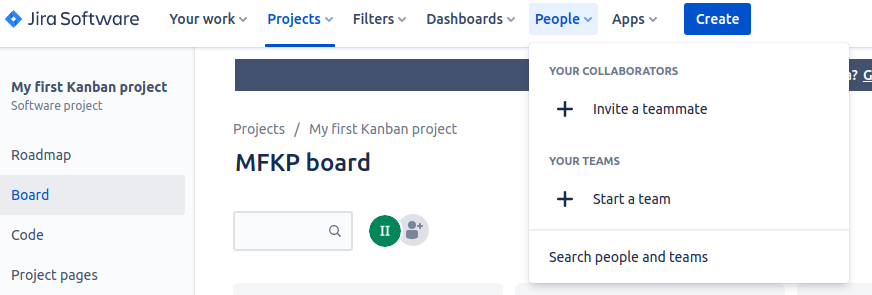 Jira Software
Your work
Projects
Filters
Dashboards
People
Apps
Create
My first Kanban project
Software project
Roadmap
Board
Code
Project pages
? G
Projects / My first Kanban project
MFKP board
II
YOUR COLLABORATORS
Invite a teammate
YOUR TEAMS
Start a team
Search people and teams